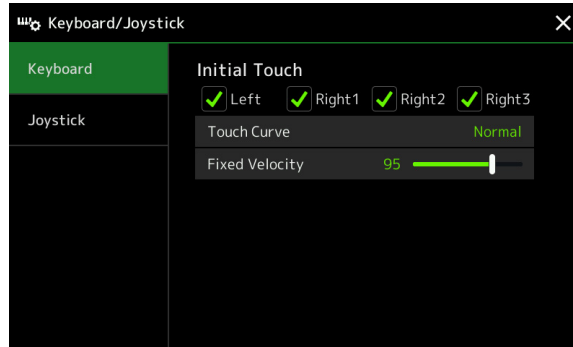 Keyboard/Joystick
Keyboard
Joystick
Initial Touch
Left Right1 Right2 Right3
Touch Curve Normal
Fixed Velocity 95